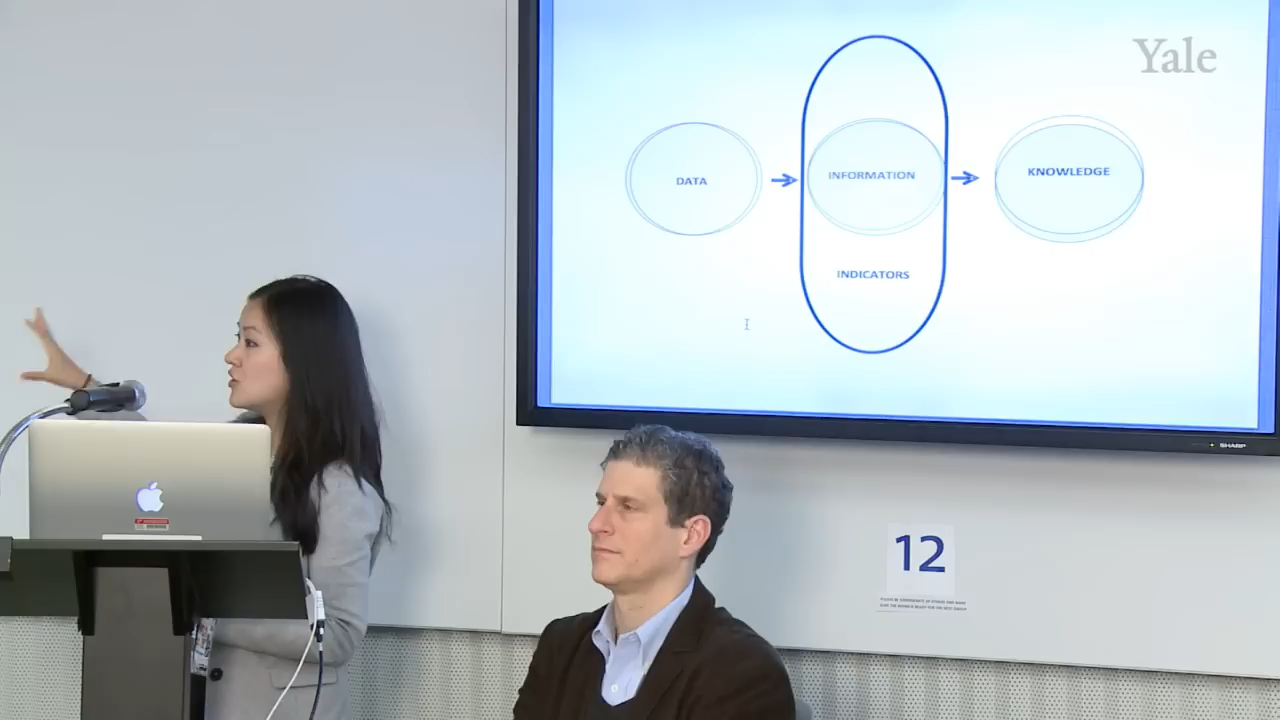 Yale
DATA
INFORMATION
KNOWLEDGE
INDICATORS
SHARP
12